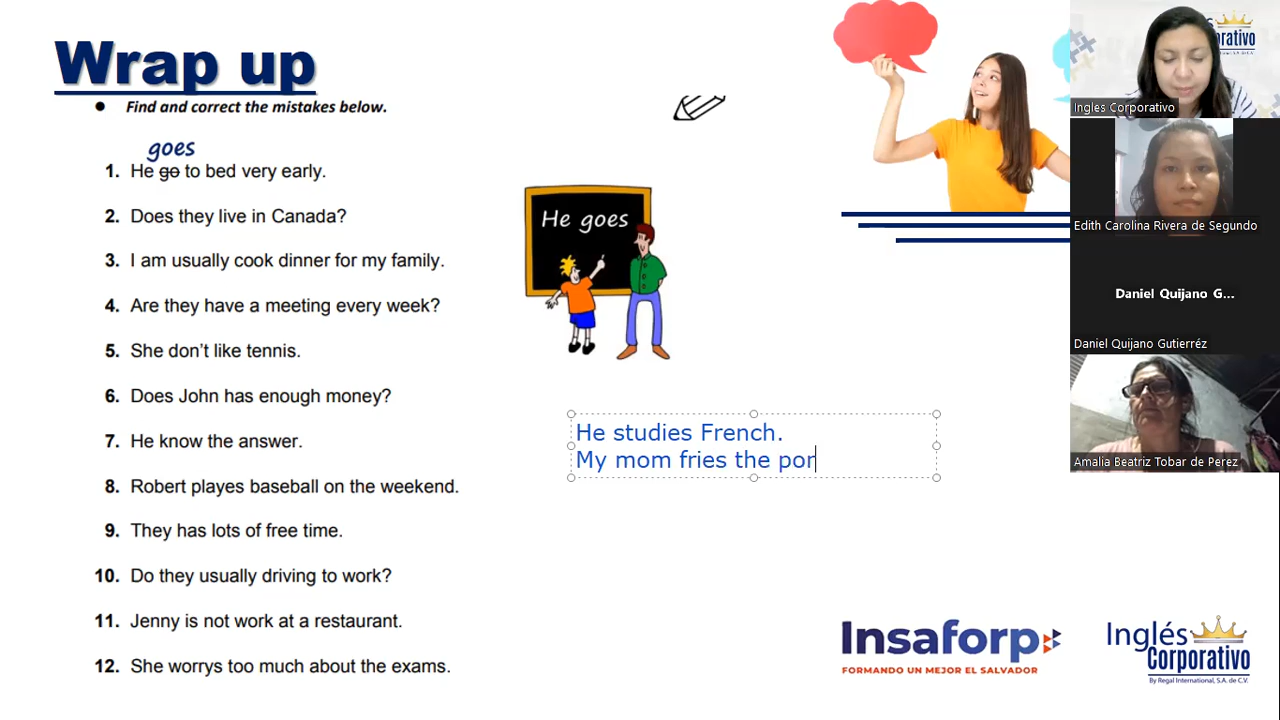 Wrap up
● Find and correct the mistakes below.
goes
1. He go to bed very early.
2. Does they live in Canada?
3. I am usually cook dinner for my family.
4. Are they have a meeting every week?
5. She don't like tennis.
6. Does John has enough money?
7. He know the answer.
8. Robert playes baseball on the weekend.
9. They has lots of free time.
10. Do they usually driving to work?
11. Jenny is not work at a restaurant.
12. She worrys too much about the exams.
He goes
He studies French.
My mom fries the por
Insaforp
FORMANDO UN MEJOR EL SALVADOR
Inglés
Corporativo
By Regal International, S.A. de C.V.
Ingles Corporativo
Edith Carolina Rivera de Segundo
Daniel Quijano G...
Daniel Quijano Gutierréz
Amalia Beatriz Tobar de Perez